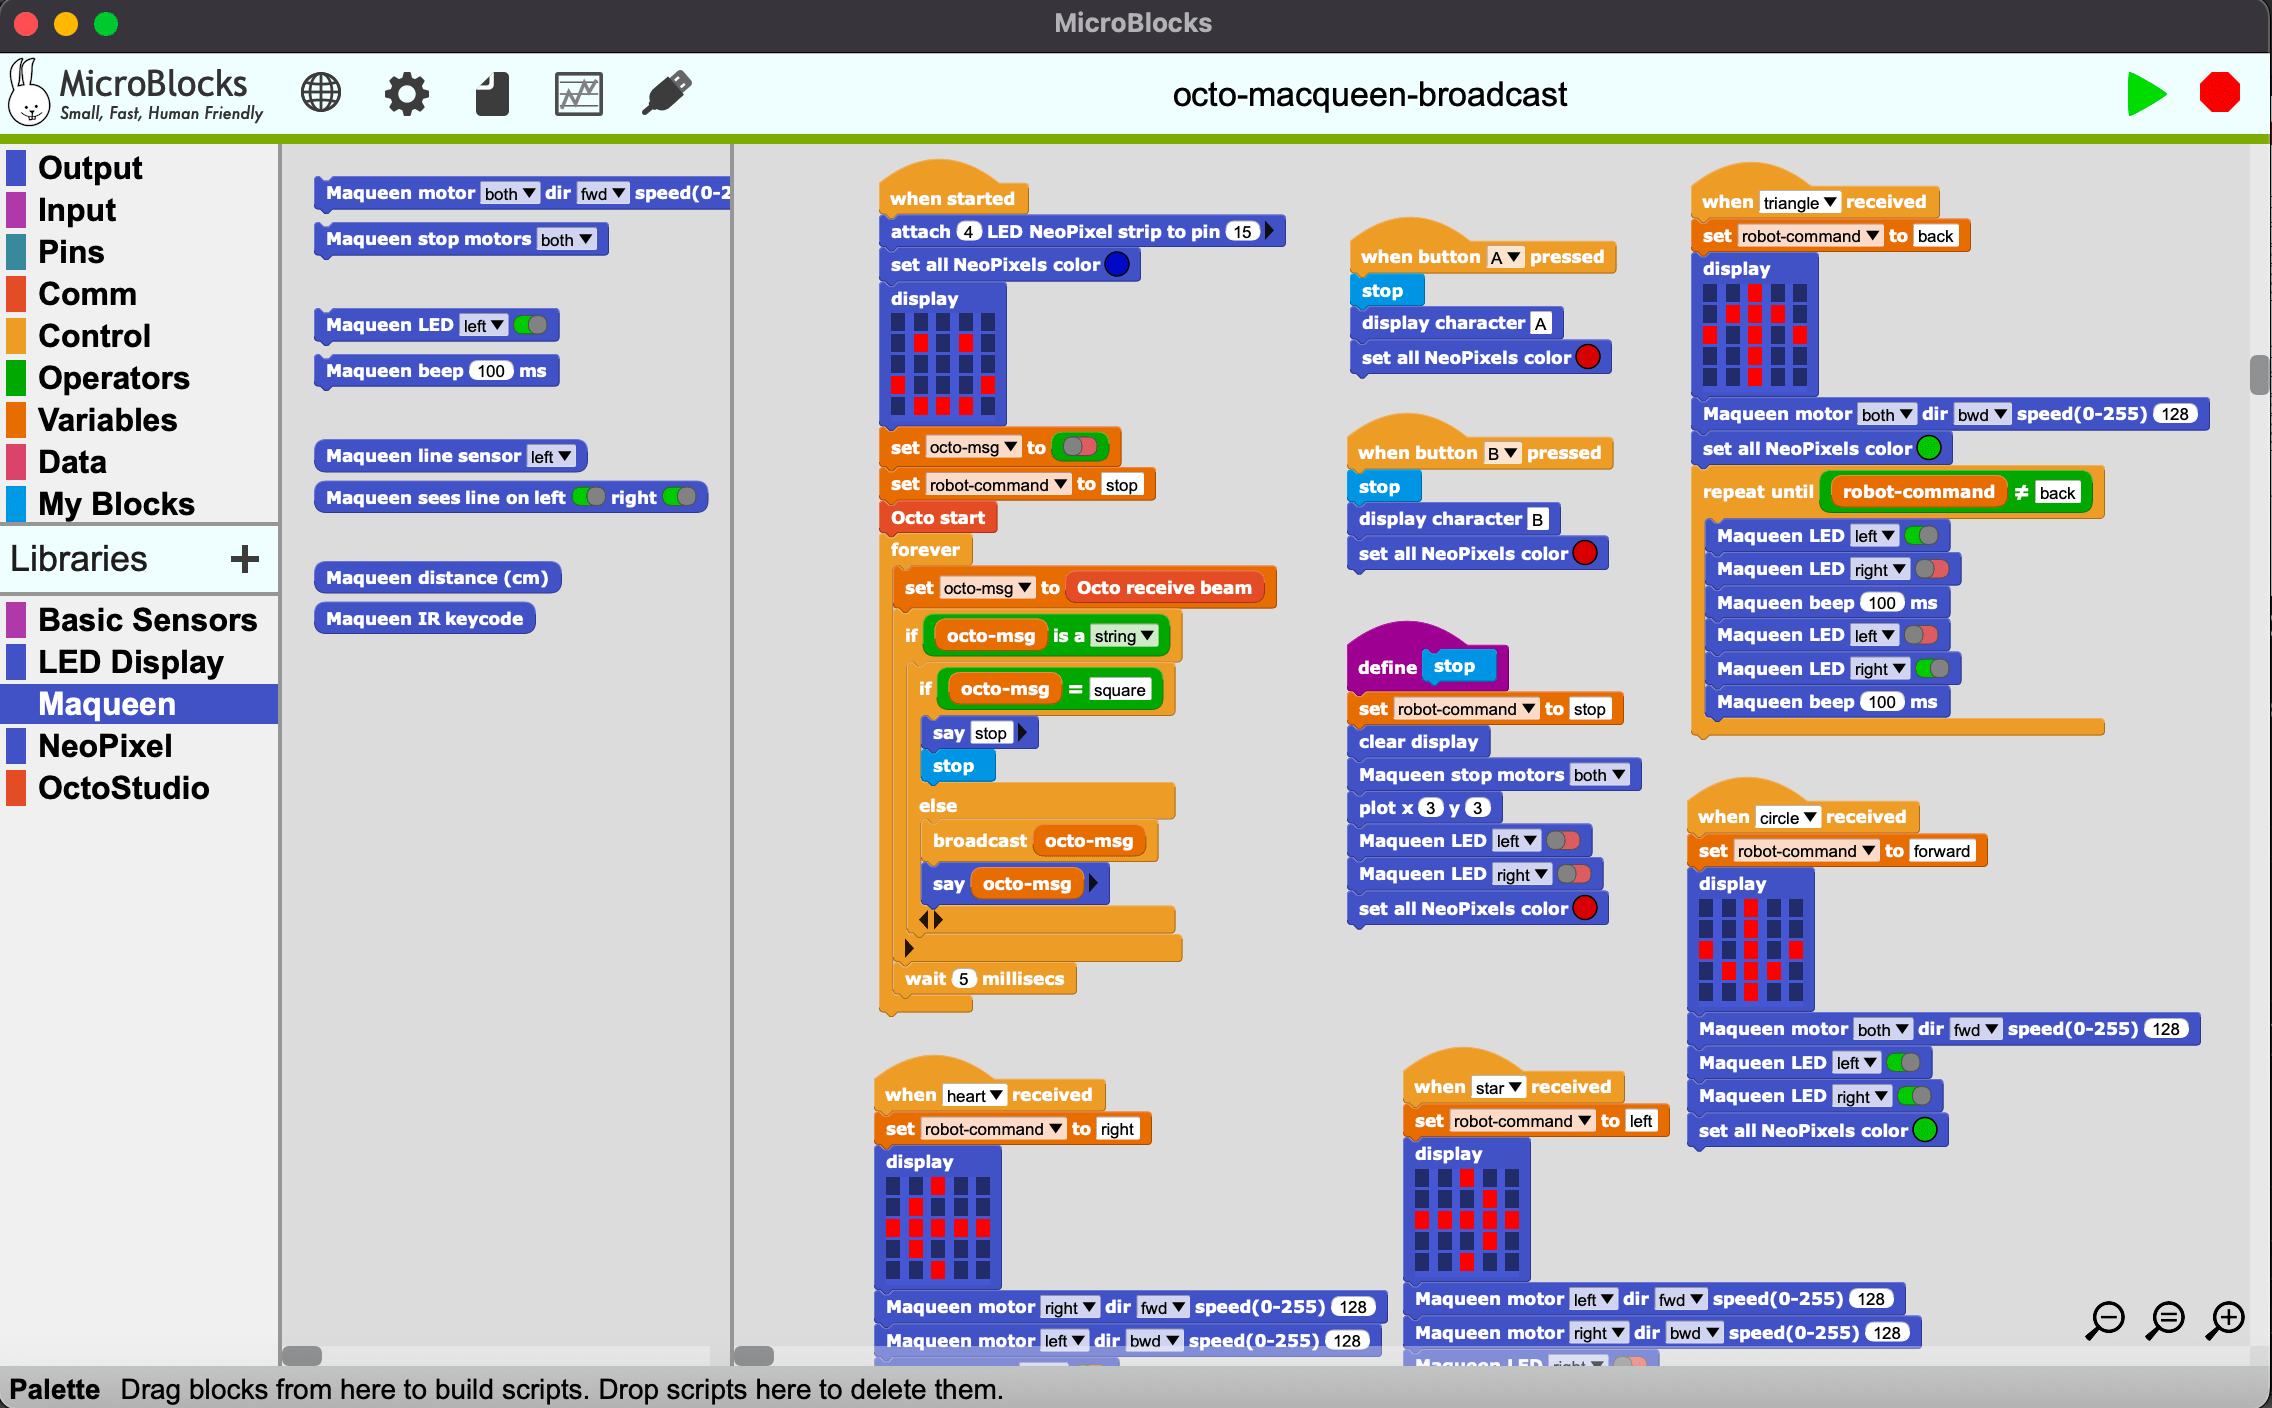 MicroBlocks
MicroBlocks
Small, Fast, Human Friendly
octo-macqueen-broadcast
Output
Input
Pins
Comm
Control
Operators
Variables
Data
My Blocks
Libraries +
Basic Sensors
LED Display
Maqueen
NeoPixel
OctoStudio
Maqueen motor both dir fwd speed(0-2
Maqueen stop motors both
Maqueen LED left
Maqueen beep 100 ms
Maqueen line sensor left
Maqueen sees line on left right
Maqueen distance (cm)
Maqueen IR keycode
when started
attach 4 LED NeoPixel strip to pin 15
set all NeoPixels color
display
set octo-msg to
set robot-command to stop
Octo start
forever
set octo-msg to Octo receive beam
if octo-msg is a string
if octo-msg = square
say stop
stop
else
broadcast octo-msg
say octo-msg
wait 5 millisecs
when button A pressed
stop
display character A
set all NeoPixels color
when button B pressed
stop
display character B
set all NeoPixels color
define stop
set robot-command to stop
clear display
Maqueen stop motors both
plot x 3 y 3
Maqueen LED left
Maqueen LED right
set all NeoPixels color
when triangle received
set robot-command to back
display
Maqueen motor both dir bwd speed(0-255) 128
set all NeoPixels color
repeat until robot-command ≠ back
Maqueen LED left
Maqueen LED right
Maqueen beep 100 ms
Maqueen LED left
Maqueen LED right
Maqueen beep 100 ms
when circle received
set robot-command to forward
display
Maqueen motor both dir fwd speed(0-255) 128
Maqueen LED left
Maqueen LED right
set all NeoPixels color
when heart received
set robot-command to right
display
Maqueen motor right dir fwd speed(0-255) 128
Maqueen motor left dir bwd speed(0-255) 128
when star received
set robot-command to left
display
Maqueen motor left dir fwd speed(0-255) 128
Maqueen motor right dir bwd speed(0-255) 128
Maqueen LED right
Palette Drag blocks from here to build scripts. Drop scripts here to delete them.